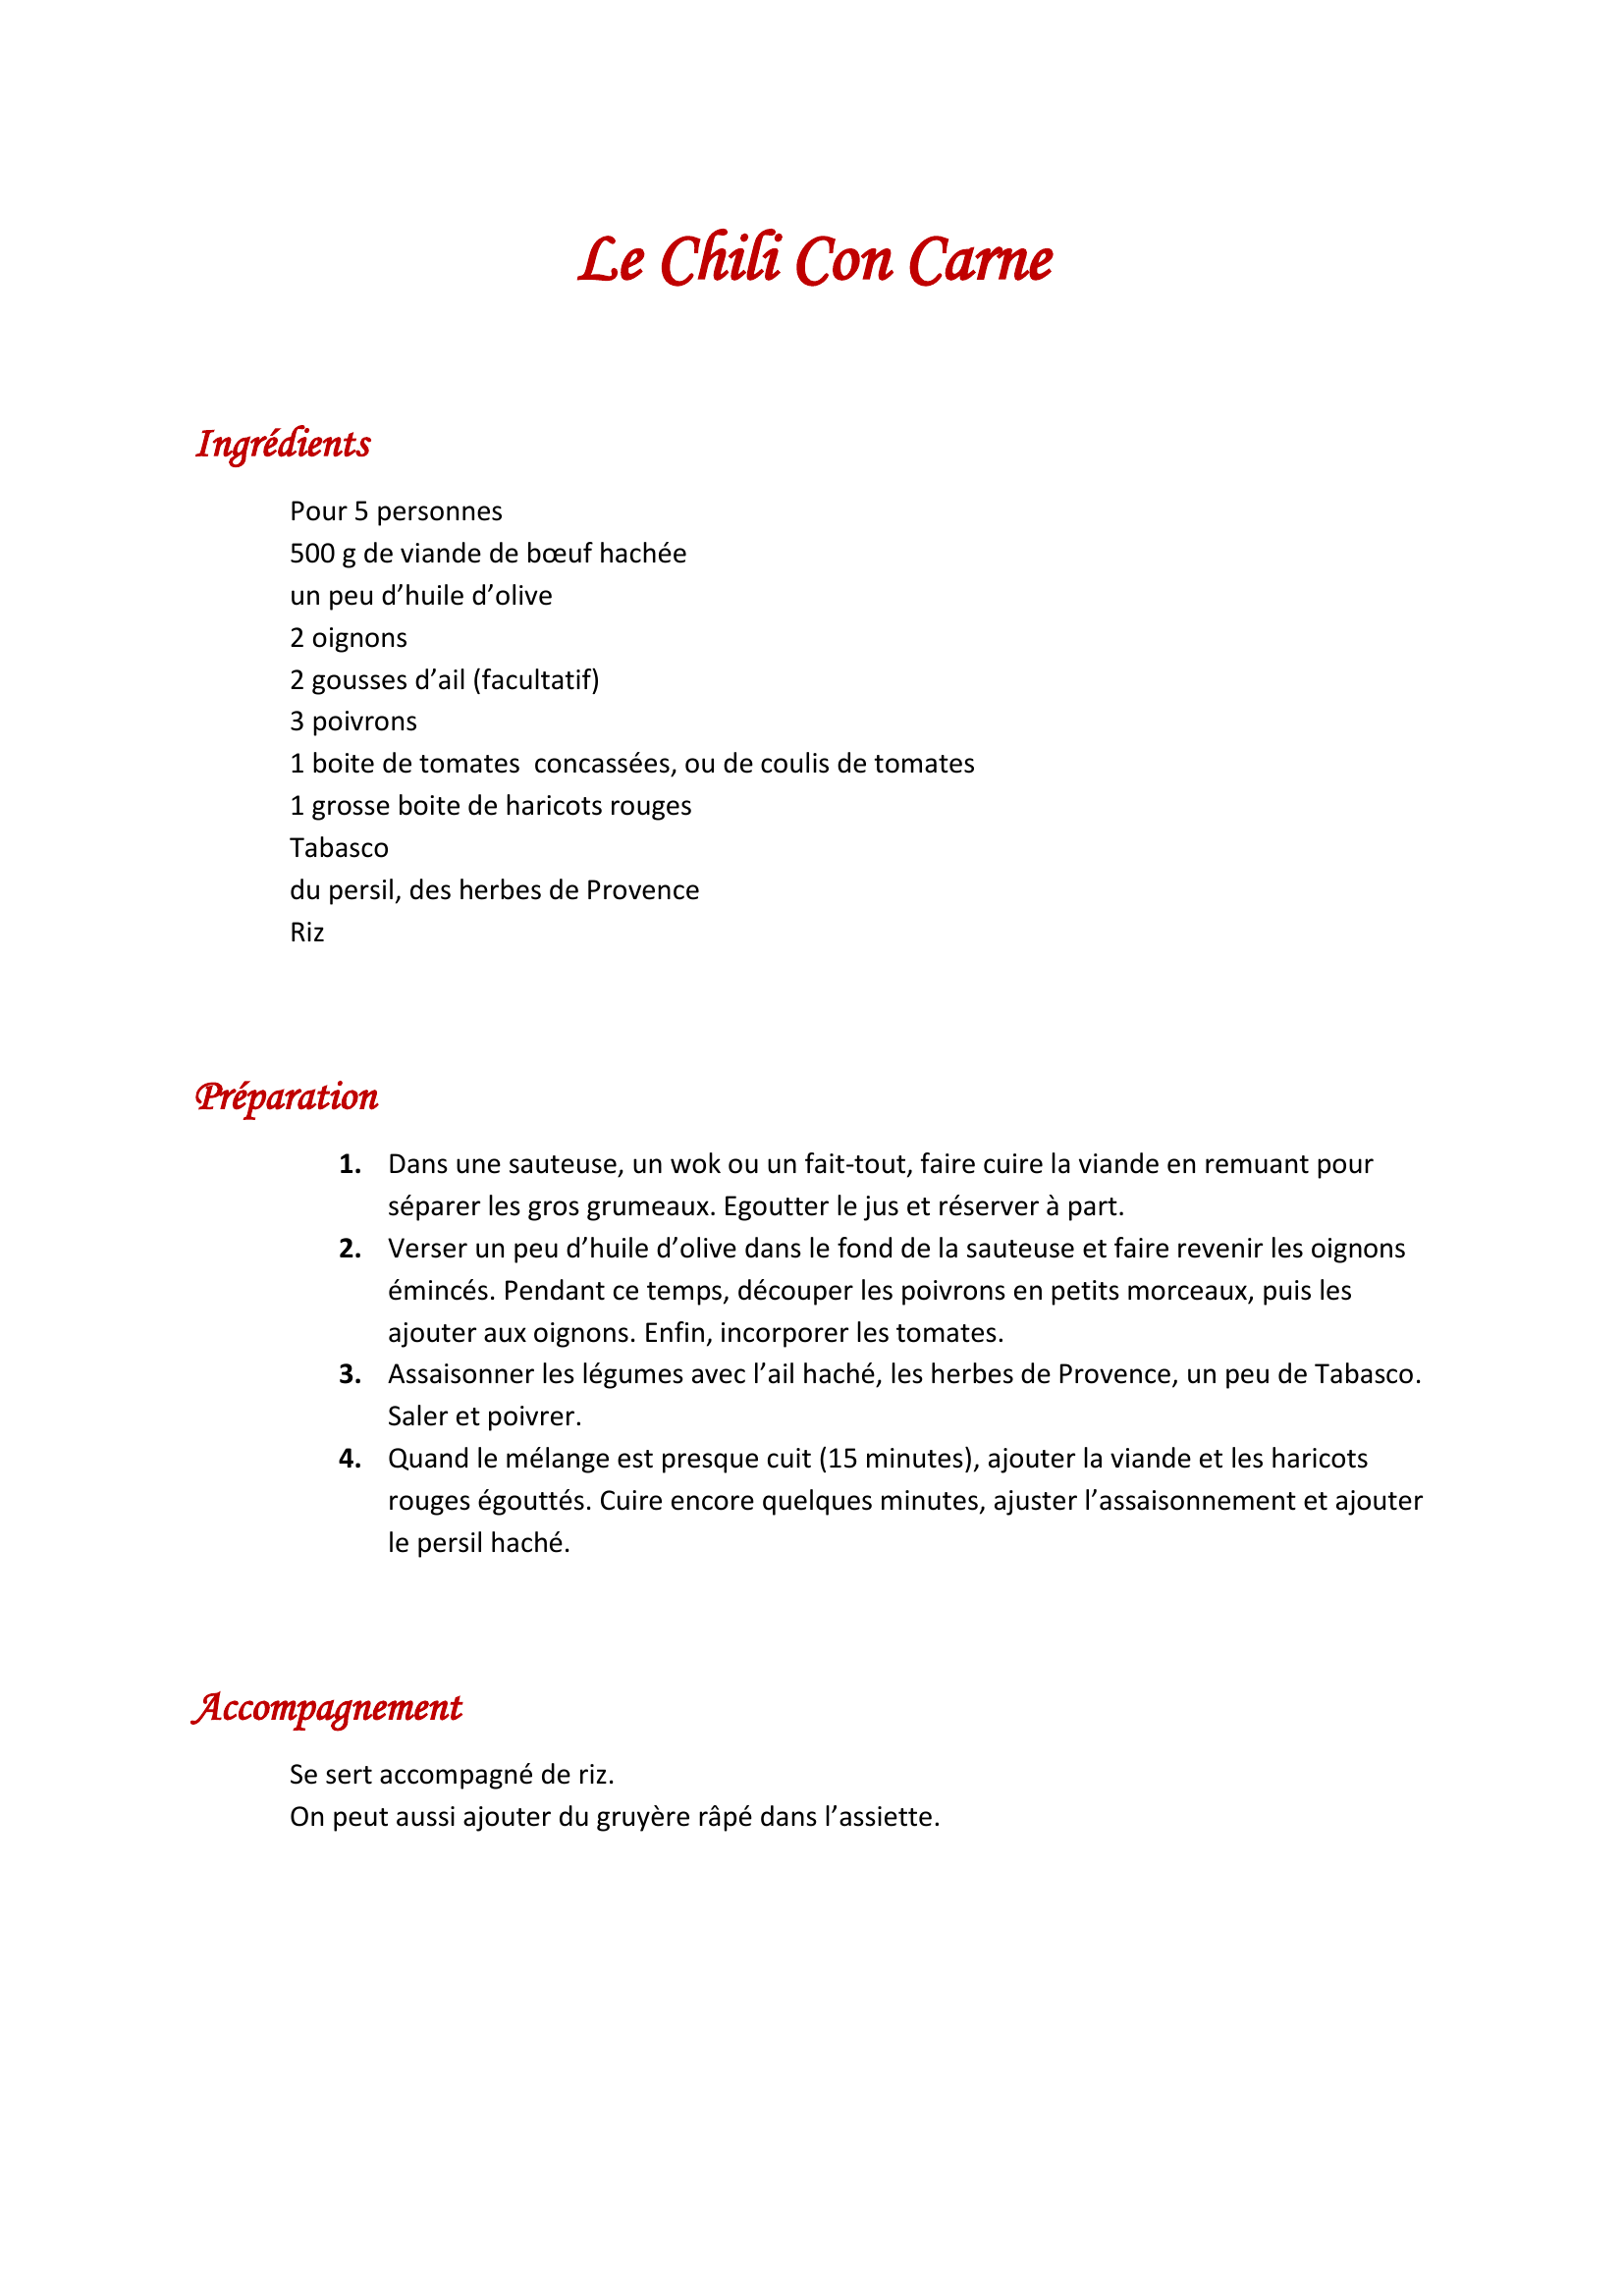 Le Chili Con Carne
Ingrédients
Pour 5 personnes
500 g de viande de bœuf hachée
un peu d’huile d’olive
2 oignons
2 gousses d’ail (facultatif)
3 poivrons
1 boite de tomates  concassées, ou de coulis de tomates
1 grosse boite de haricots rouges
Tabasco
du persil, des herbes de Provence
Riz
Préparation
1. Dans une sauteuse, un wok ou un fait-tout, faire cuire la viande en remuant pour
séparer les gros grumeaux. Egoutter le jus et réserver à part.
2. Verser un peu d’huile d’olive dans le fond de la sauteuse et faire revenir les oignons
émincés. Pendant ce temps, découper les poivrons en petits morceaux, puis les
ajouter aux oignons. Enfin, incorporer les tomates.
3. Assaisonner les légumes avec l’ail haché, les herbes de Provence, un peu de Tabasco.
Saler et poivrer.
4. Quand le mélange est presque cuit (15 minutes), ajouter la viande et les haricots
rouges égouttés. Cuire encore quelques minutes, ajuster l’assaisonnement et ajouter
le persil haché.
Accompagnement
Se sert accompagné de riz.
On peut aussi ajouter du gruyère râpé dans l’assiette.